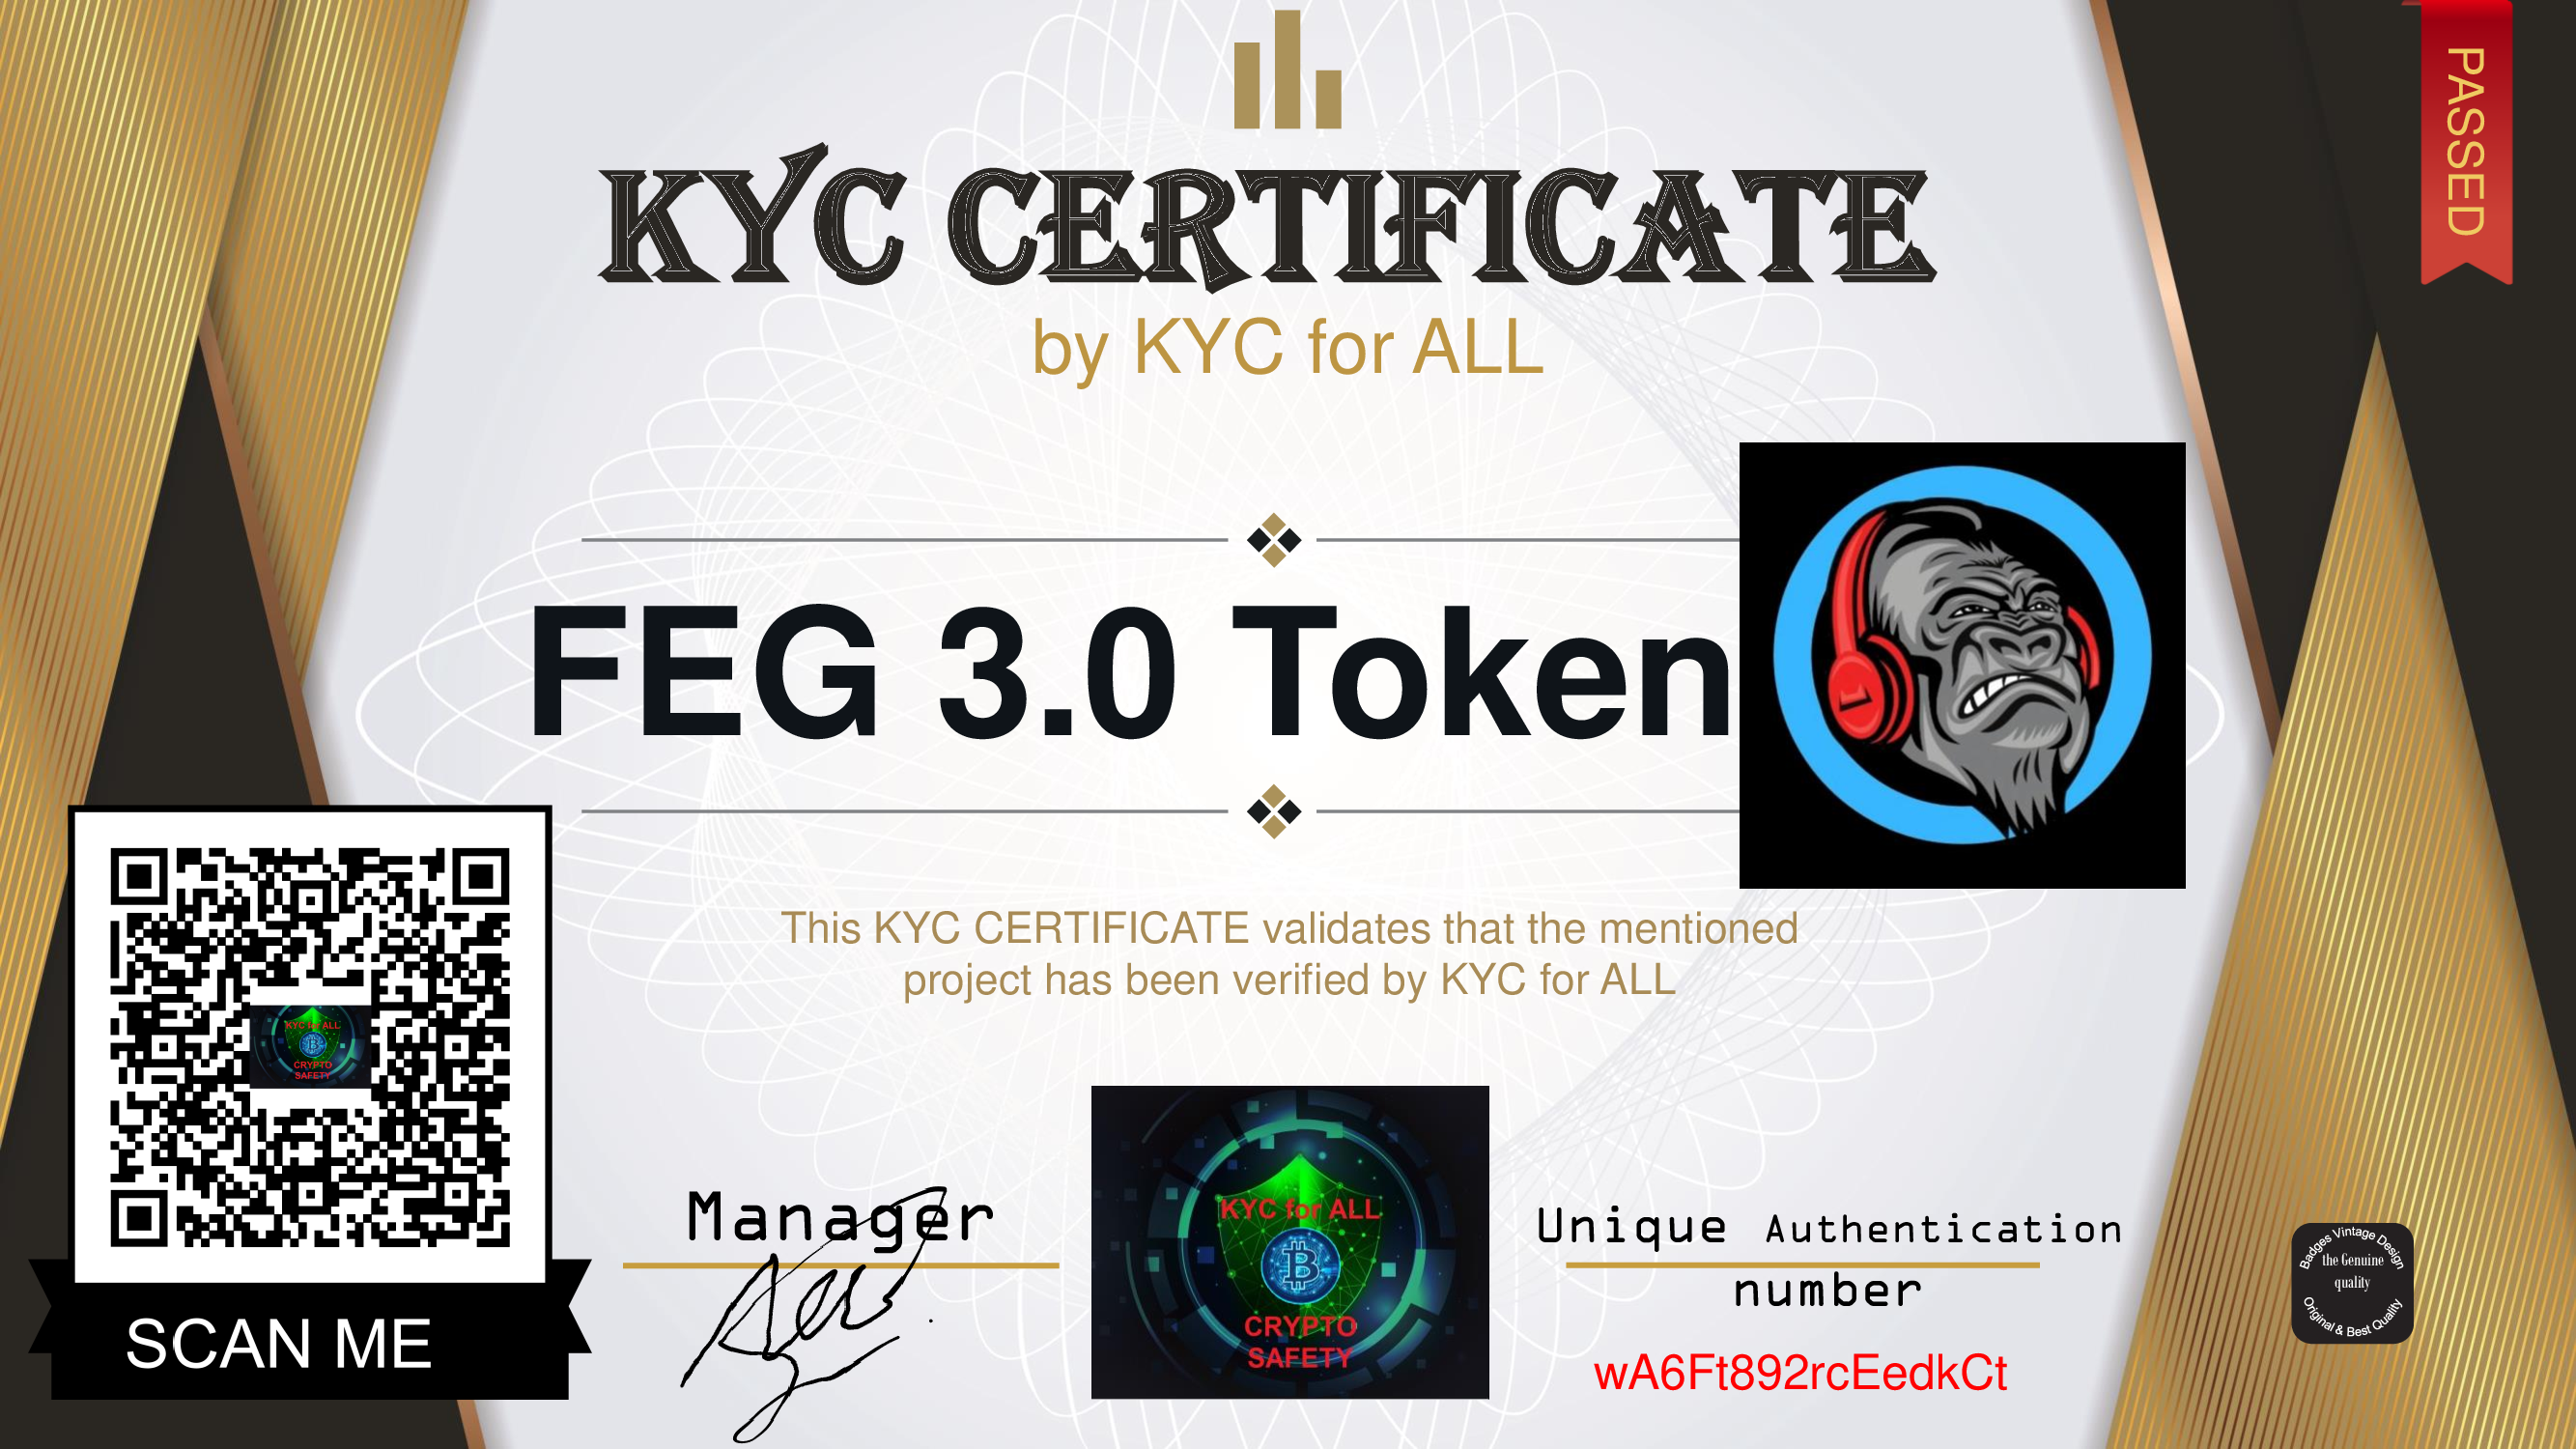 PASSED
KYC CERTIFICATE
by KYC for ALL
FEG 3.0 Token
This KYC CERTIFICATE validates that the mentioned
project has been verified by KYC for ALL
KYC for ALL
CRYPTO
SAFETY
SCAN ME
Manager
KYC for ALL
CRYPTO
SAFETY
Unique Authentication
number
wA6Ft892rcEedkCt
Badges Vintage Design
the Genuine
quality
Original & Best Quality